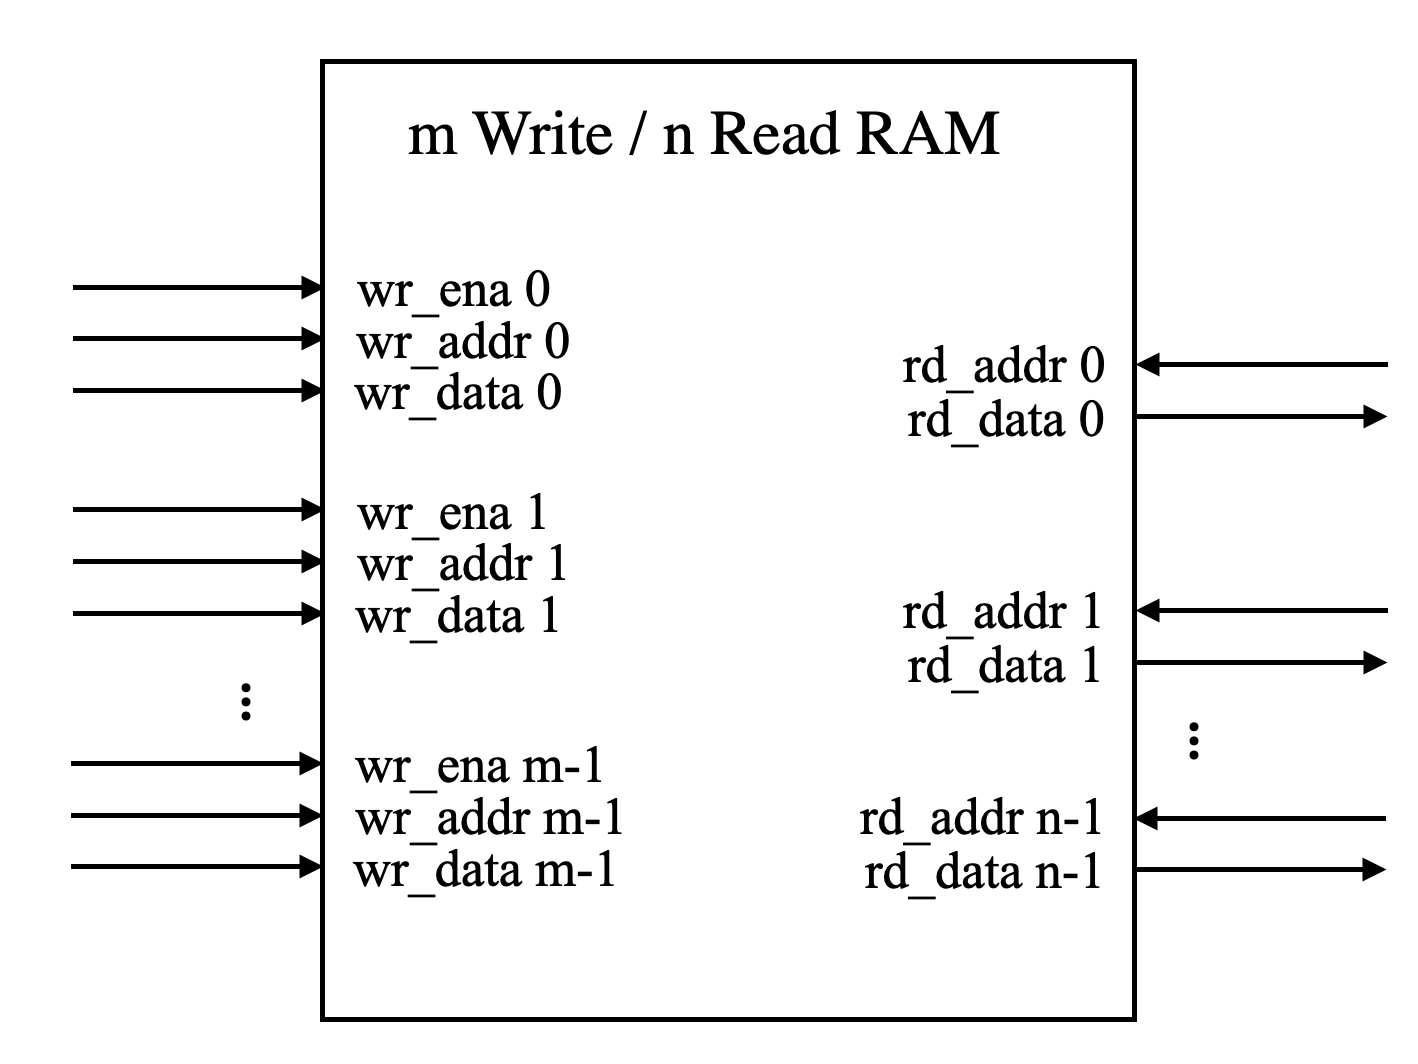 m Write / n Read RAM
wr_ena 0
wr_addr 0
wr_data 0
wr_ena 1
wr_addr 1
wr_data 1
wr_ena m-1
wr_addr m-1
wr_data m-1
rd_addr 0
rd_data 0
rd_addr 1
rd_data 1
rd_addr n-1
rd_data n-1